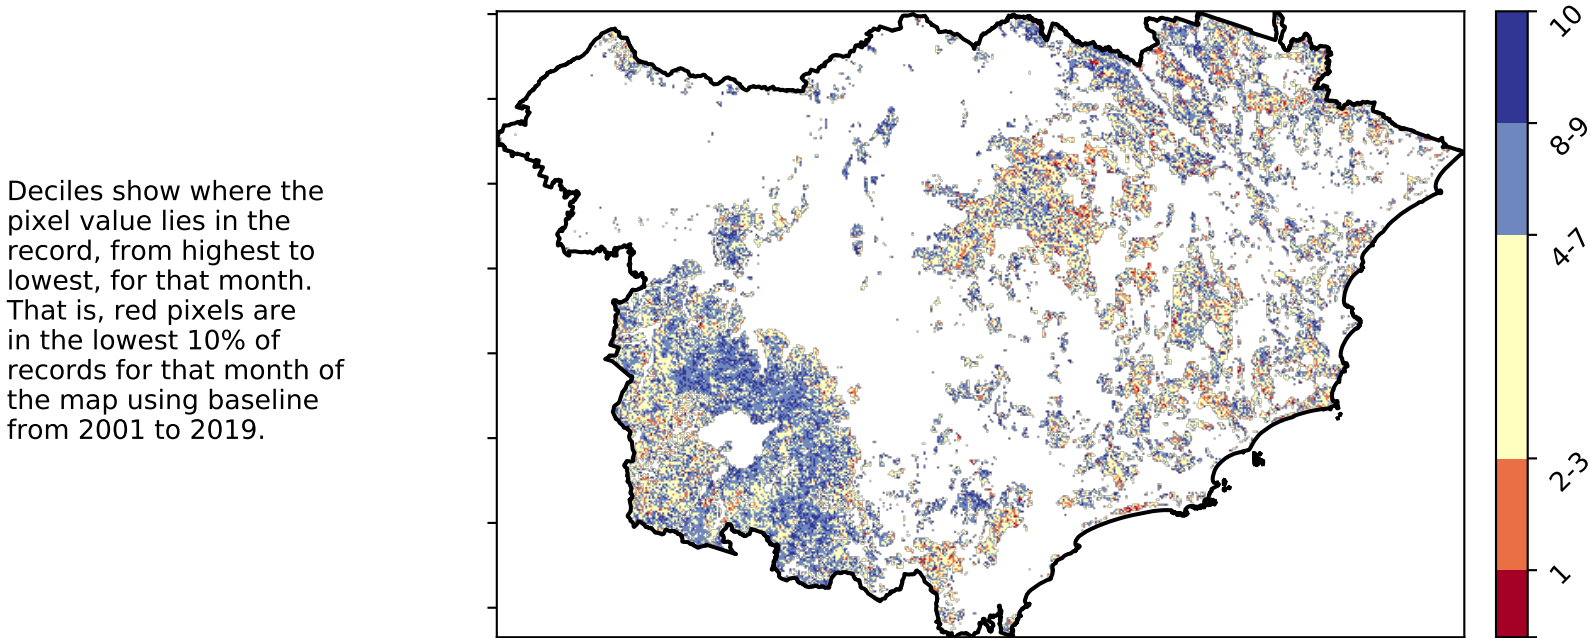 Deciles show where the
pixel value lies in the
record, from highest to
lowest, for that month.
That is, red pixels are
in the lowest 10% of
records for that month of
the map using baseline
from 2001 to 2019.
10
8-9
4-7
2-3
1